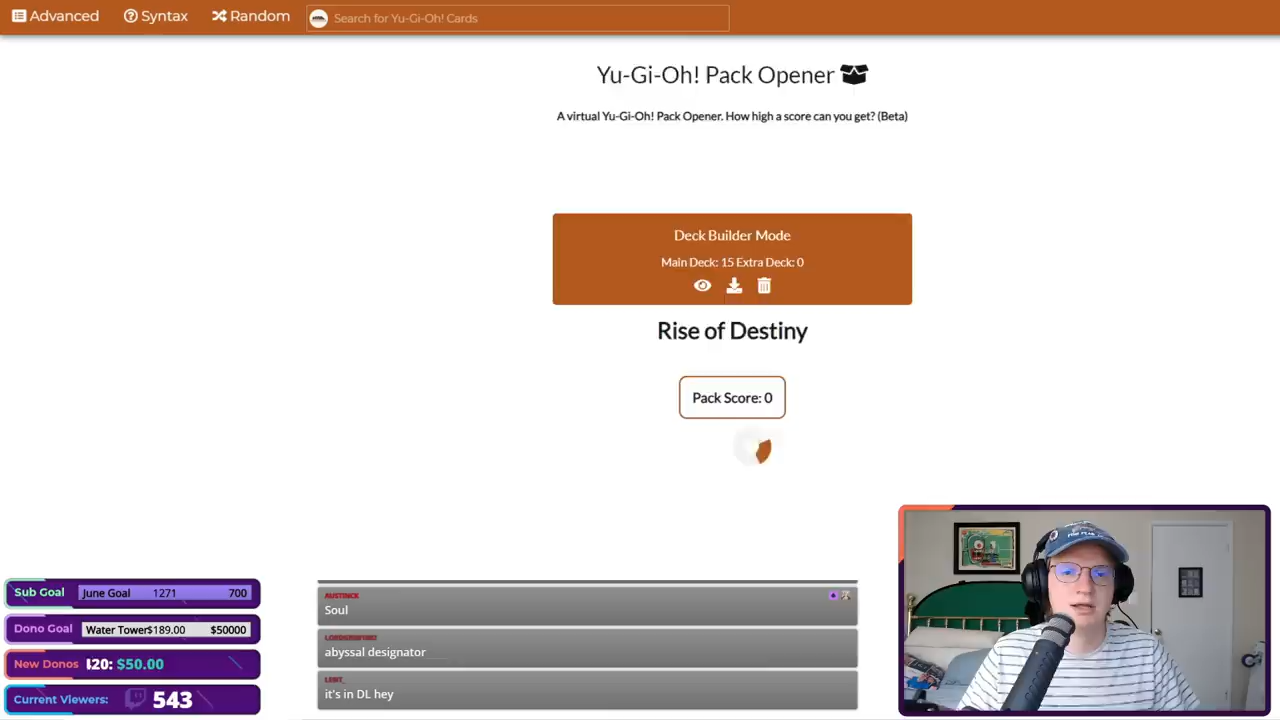 Advanced
Syntax
Random
Search for Yu-Gi-Oh! Cards
Yu-Gi-Oh! Pack Opener
A virtual Yu-Gi-Oh! Pack Opener. How high a score can you get? (Beta)
Deck Builder Mode
Main Deck: 15 Extra Deck: 0
Rise of Destiny
Pack Score: 0
Sub Goal
June Goal 1271 700
Dono Goal
Water Tower$189.00 $50000
New Donos
120: $50.00
Current Viewers:
543
AUSTINCK
Soul
abyssal designator
it's in DL hey